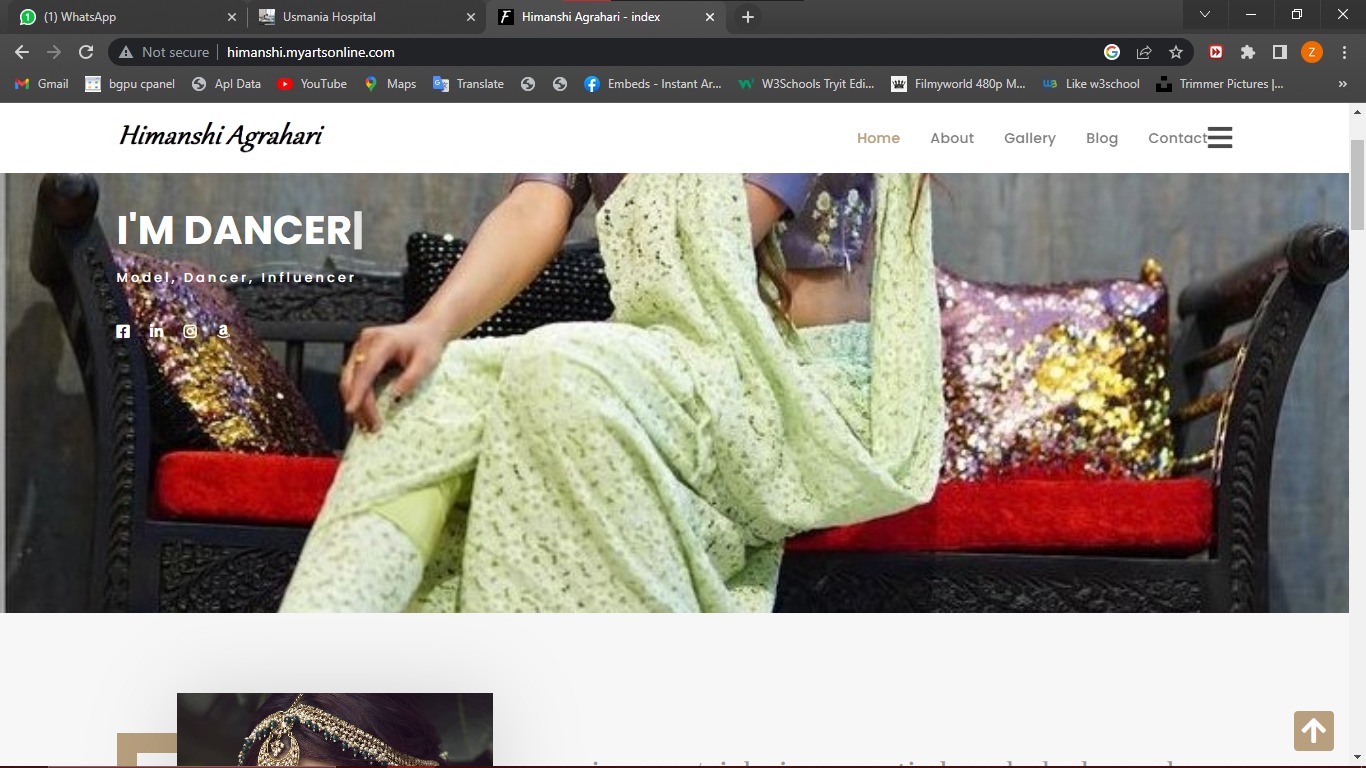 (1) WhatsApp
Usmania Hospital
Himanshi Agrahari - index
Not secure
himanshi.myartsonline.com
Z
Gmail
bgpu cpanel
Apl Data
YouTube
Maps
Translate
Embeds - Instant Ar...
W3Schools Tryit Edi...
Filmyworld 480p M...
Like w3school
Trimmer Pictures |...
Himanshi Agrahari
Home
About
Gallery
Blog
Contact
I'M DANCER
Model, Dancer, Influencer